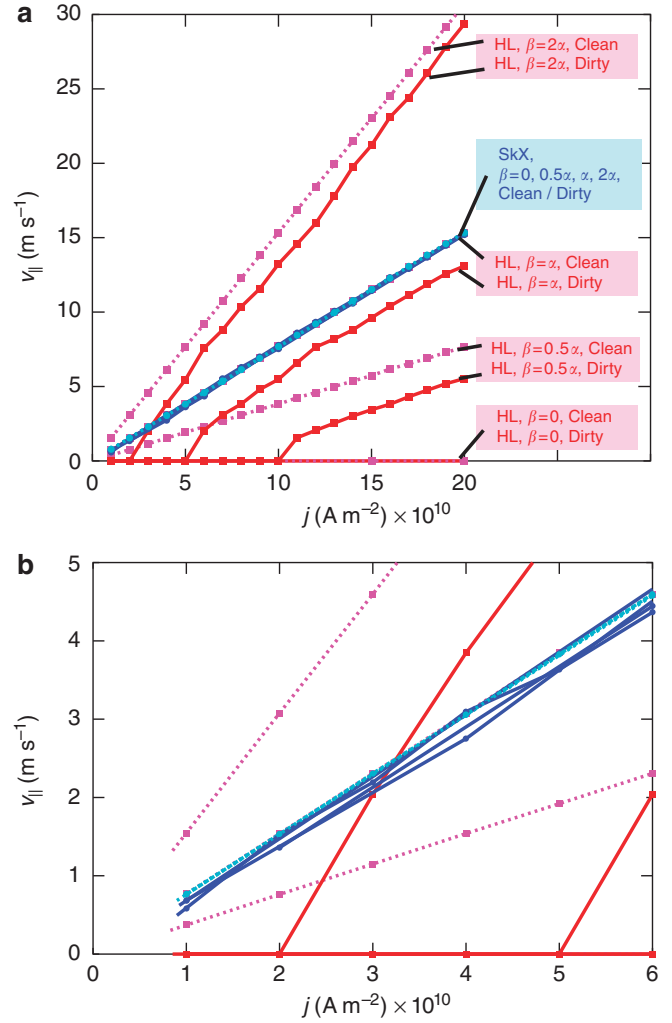 a
30
25
20
15
10
5
0
v∥ (m s⁻¹)
0
5
10
15
20
j (A m⁻²) × 10¹⁰
HL, β=2α, Clean
HL, β=2α, Dirty
SkX,
β=0, 0.5α, α, 2α,
Clean / Dirty
HL, β=α, Clean
HL, β=α, Dirty
HL, β=0.5α, Clean
HL, β=0.5α, Dirty
HL, β=0, Clean
HL, β=0, Dirty
b
5
4
3
2
1
0
v∥ (m s⁻¹)
0
1
2
3
4
5
6
j (A m⁻²) × 10¹⁰